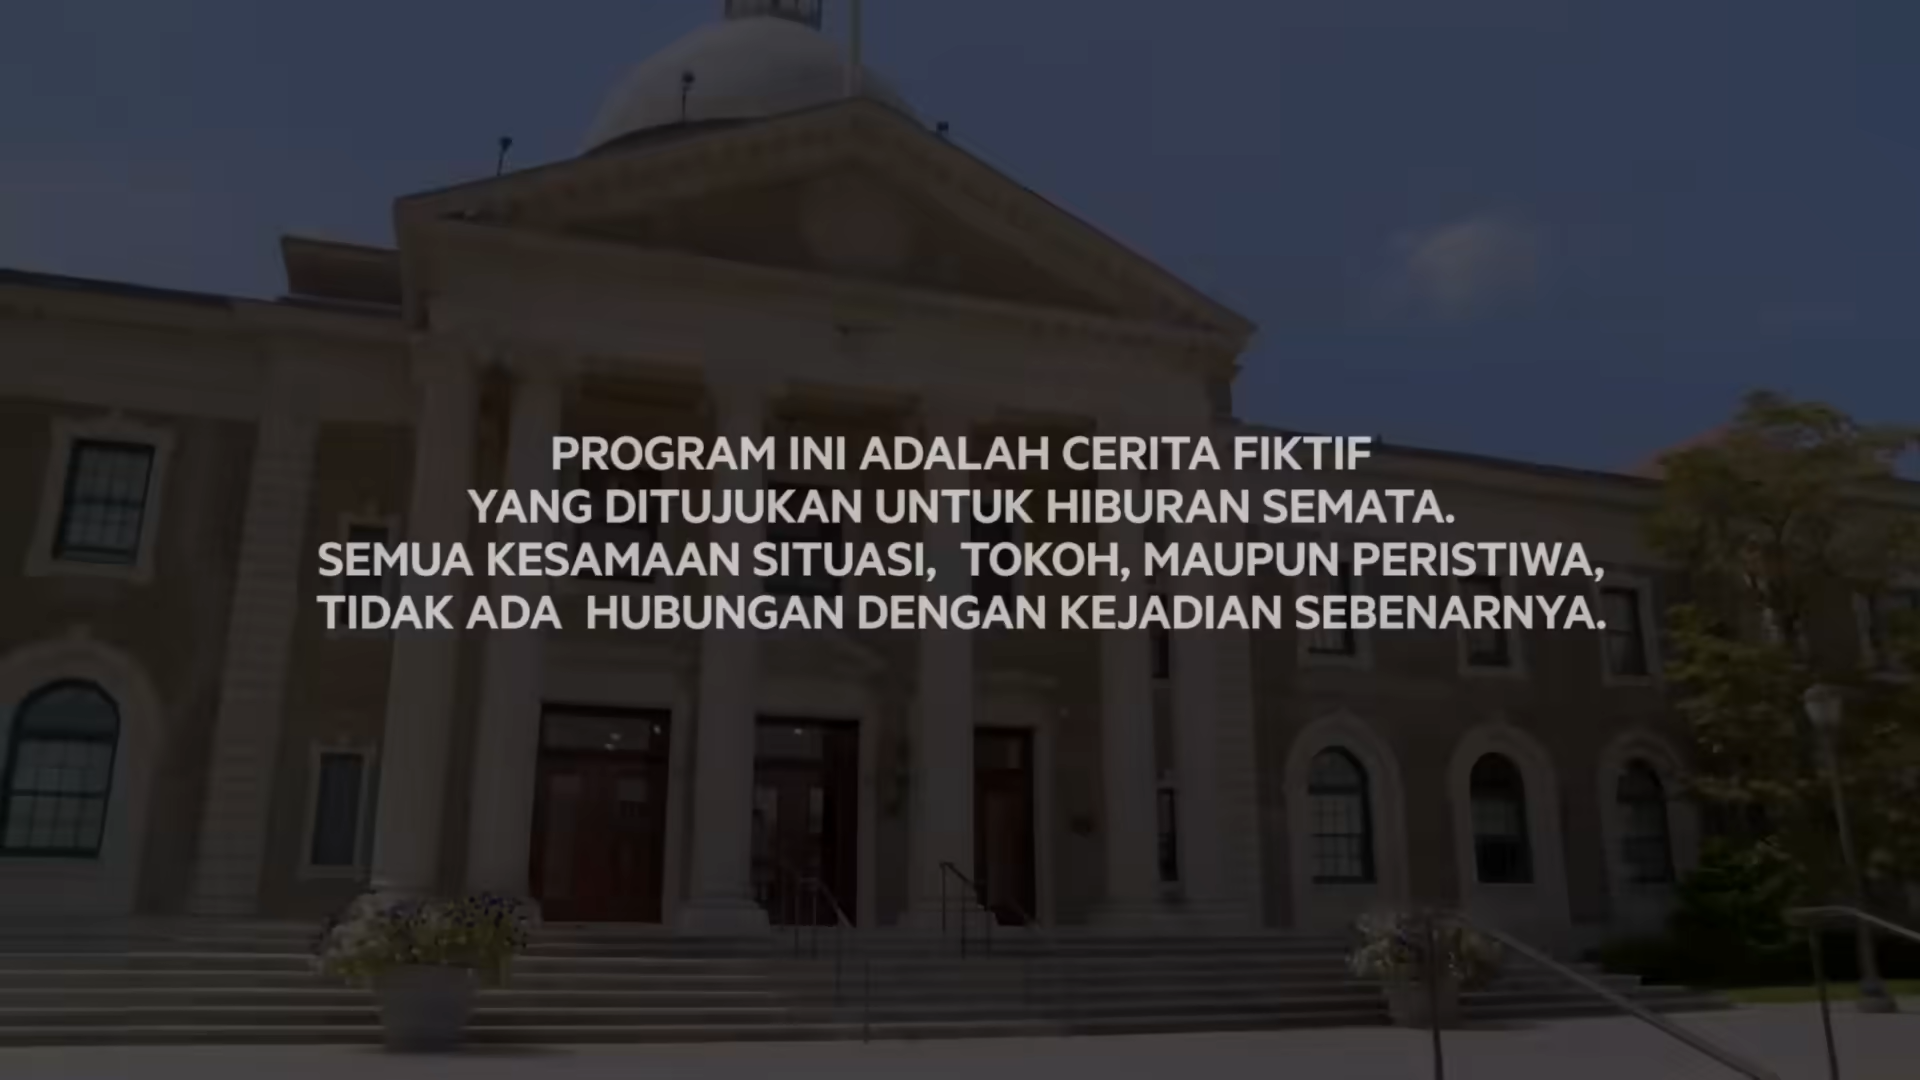 PROGRAM INI ADALAH CERITA FIKTIF
YANG DITUJUKAN UNTUK HIBURAN SEMATA.
SEMUA KESAMAAN SITUASI, TOKOH, MAUPUN PERISTIWA,
TIDAK ADA HUBUNGAN DENGAN KEJADIAN SEBENARNYA.